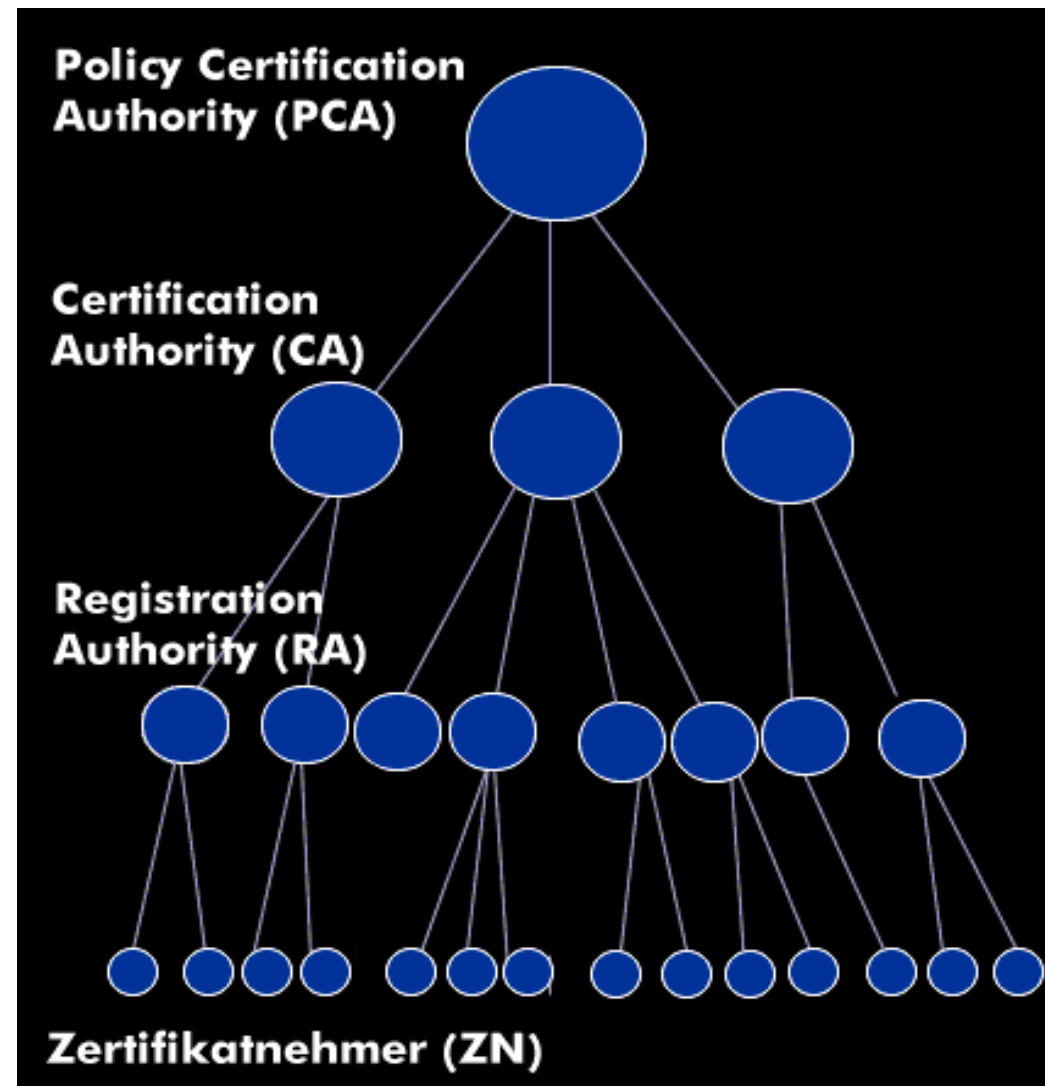 Policy Certification
Authority (PCA)
Certification
Authority (CA)
Registration
Authority (RA)
Zertifikatnehmer (ZN)